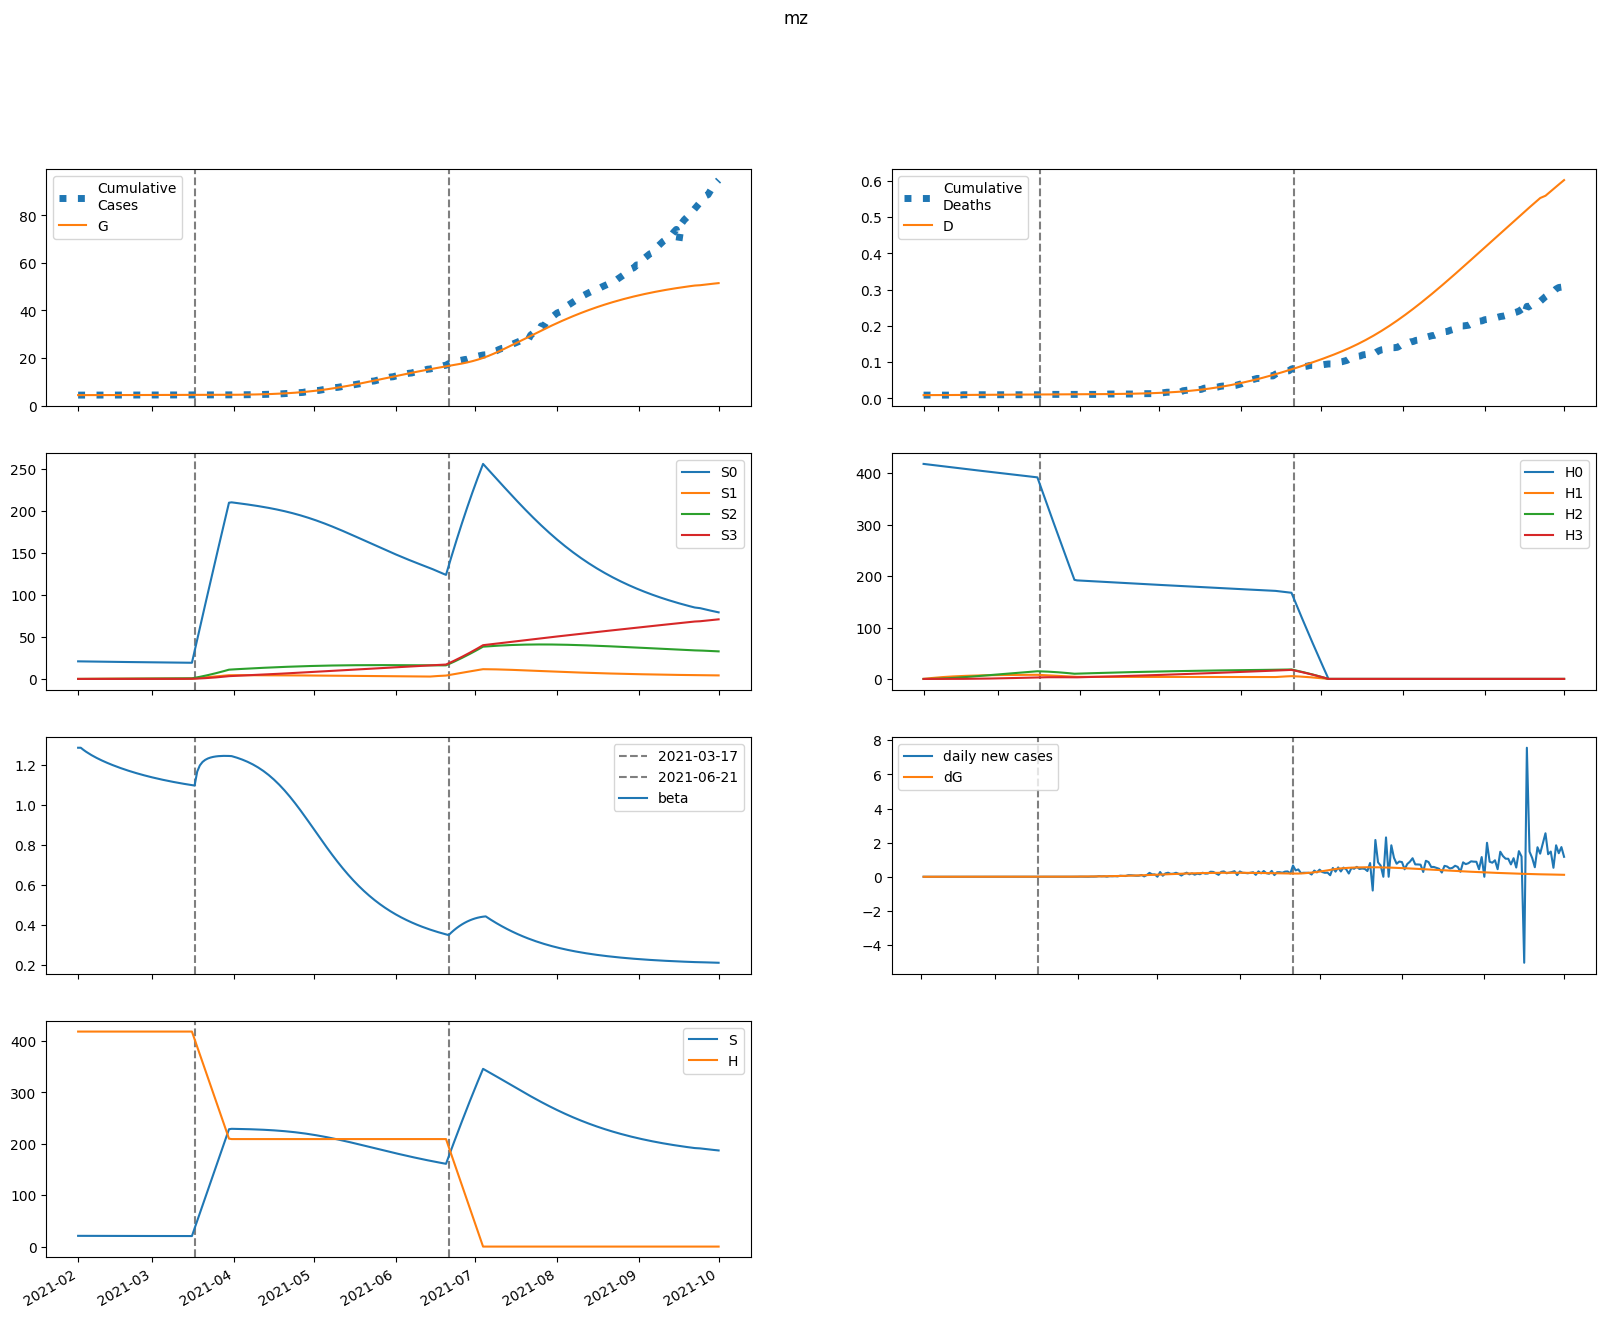 mz
Cumulative
Cases
G
80
60
40
20
0
Cumulative
Deaths
D
0.6
0.5
0.4
0.3
0.2
0.1
0.0
S0
S1
S2
S3
250
200
150
100
50
0
H0
H1
H2
H3
400
300
200
100
0
2021-03-17
2021-06-21
beta
1.2
1.0
0.8
0.6
0.4
0.2
daily new cases
dG
8
6
4
2
0
−2
−4
S
H
400
300
200
100
0
2021-02
2021-03
2021-04
2021-05
2021-06
2021-07
2021-08
2021-09
2021-10